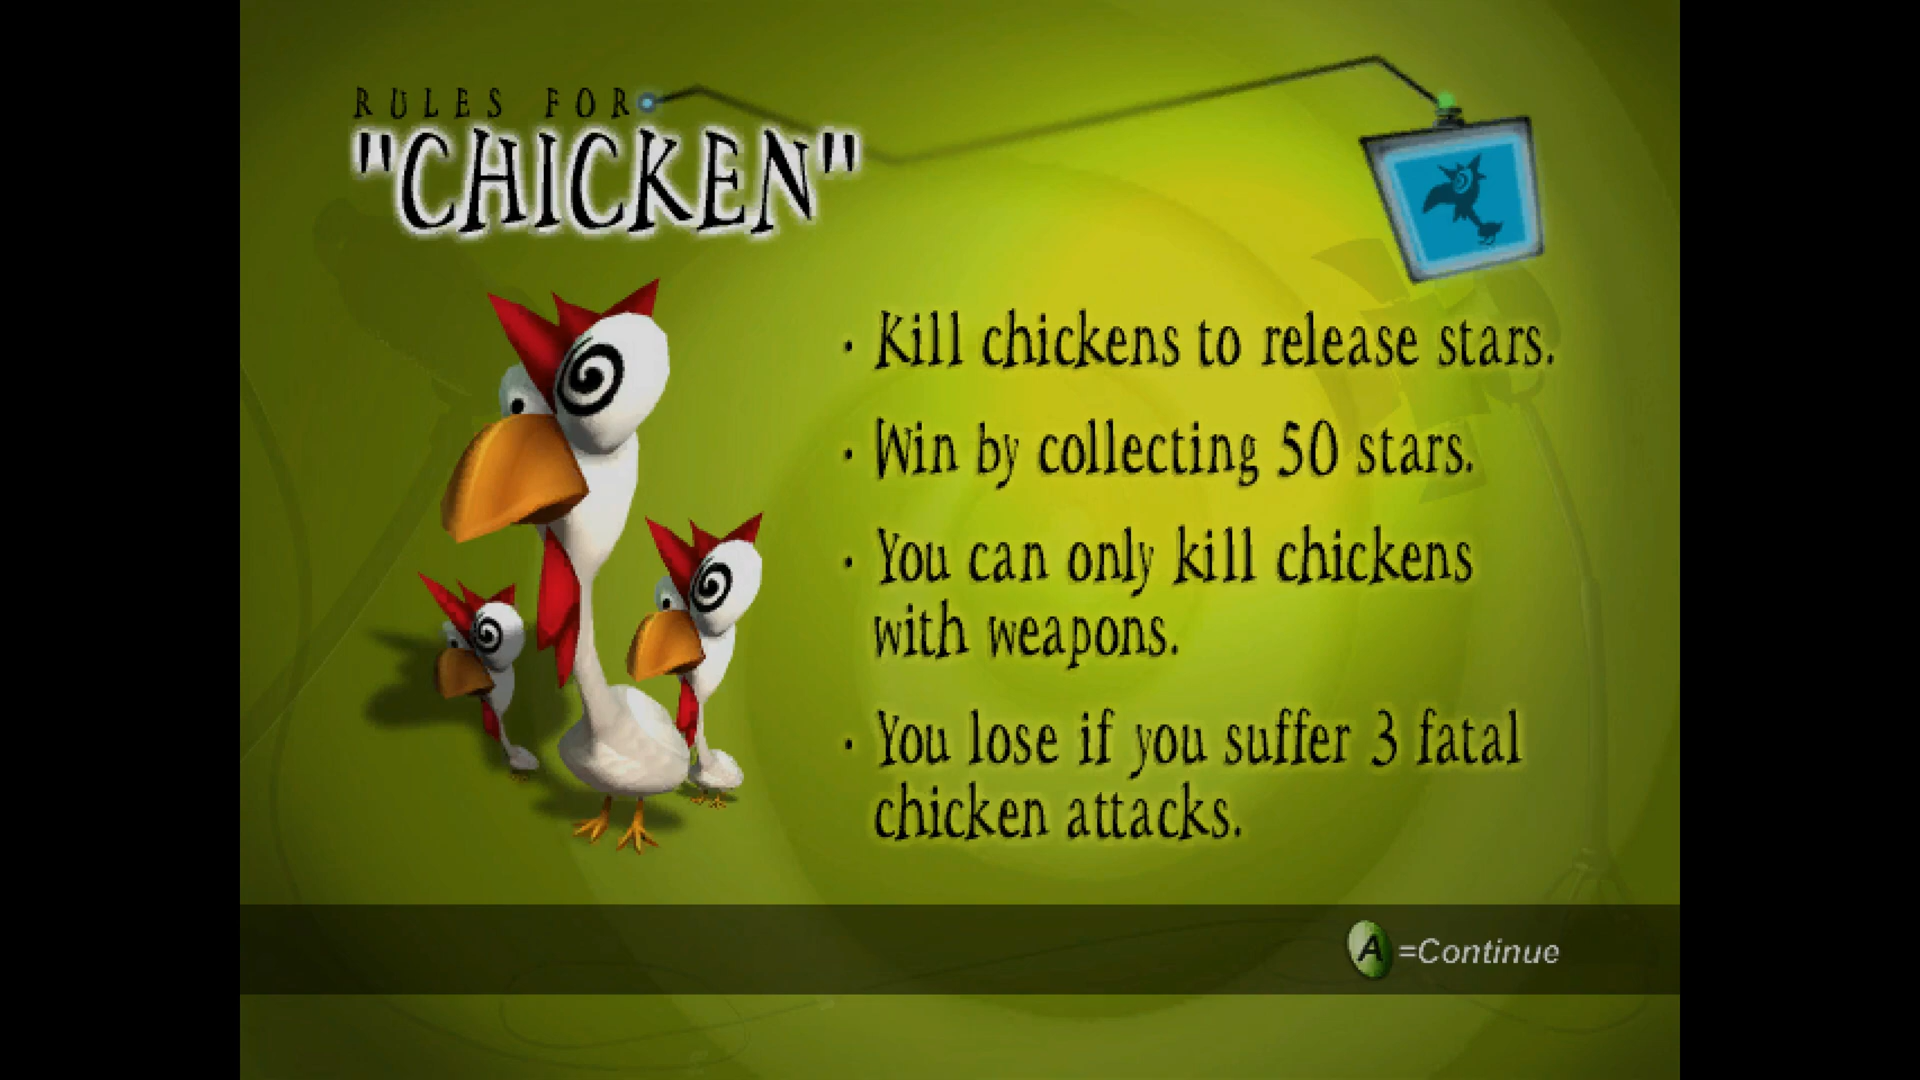 RULES FOR
"CHICKEN"
· Kill chickens to release stars.
· Win by collecting 50 stars.
· You can only kill chickens
with weapons.
· You lose if you suffer 3 fatal
chicken attacks.
A =Continue